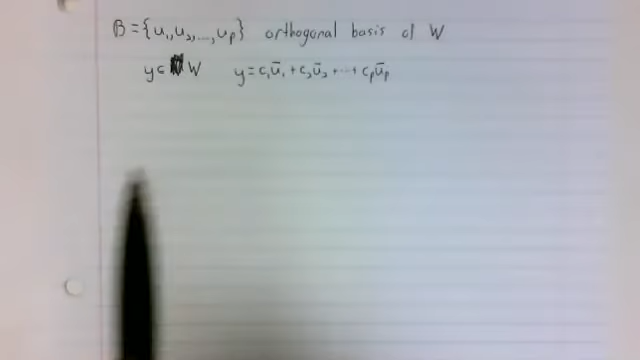 B = {u₁, u₂, ..., uₚ} orthogonal basis of W
y ∈ W y = c₁ū₁ + c₂ū₂ + ... + cₚūₚ